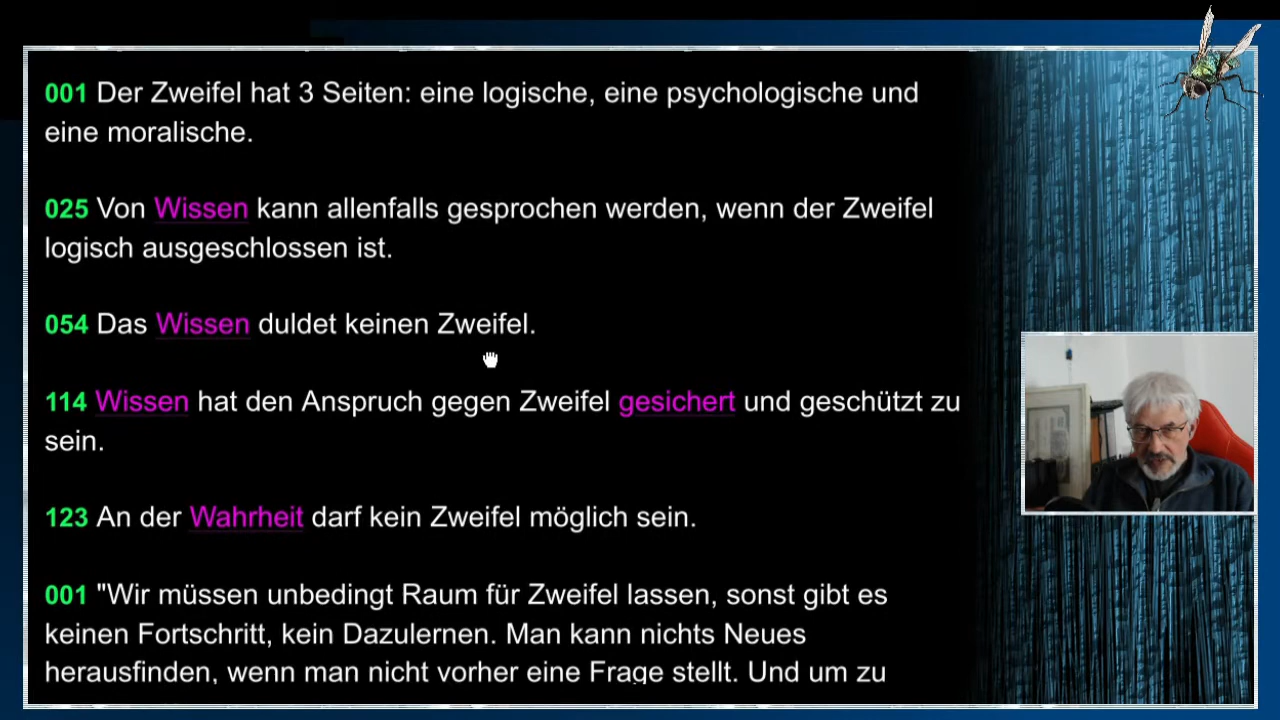 001 Der Zweifel hat 3 Seiten: eine logische, eine psychologische und
eine moralische.
025 Von Wissen kann allenfalls gesprochen werden, wenn der Zweifel
logisch ausgeschlossen ist.
054 Das Wissen duldet keinen Zweifel.
114 Wissen hat den Anspruch gegen Zweifel gesichert und geschützt zu
sein.
123 An der Wahrheit darf kein Zweifel möglich sein.
001 "Wir müssen unbedingt Raum für Zweifel lassen, sonst gibt es
keinen Fortschritt, kein Dazulernen. Man kann nichts Neues
herausfinden, wenn man nicht vorher eine Frage stellt. Und um zu